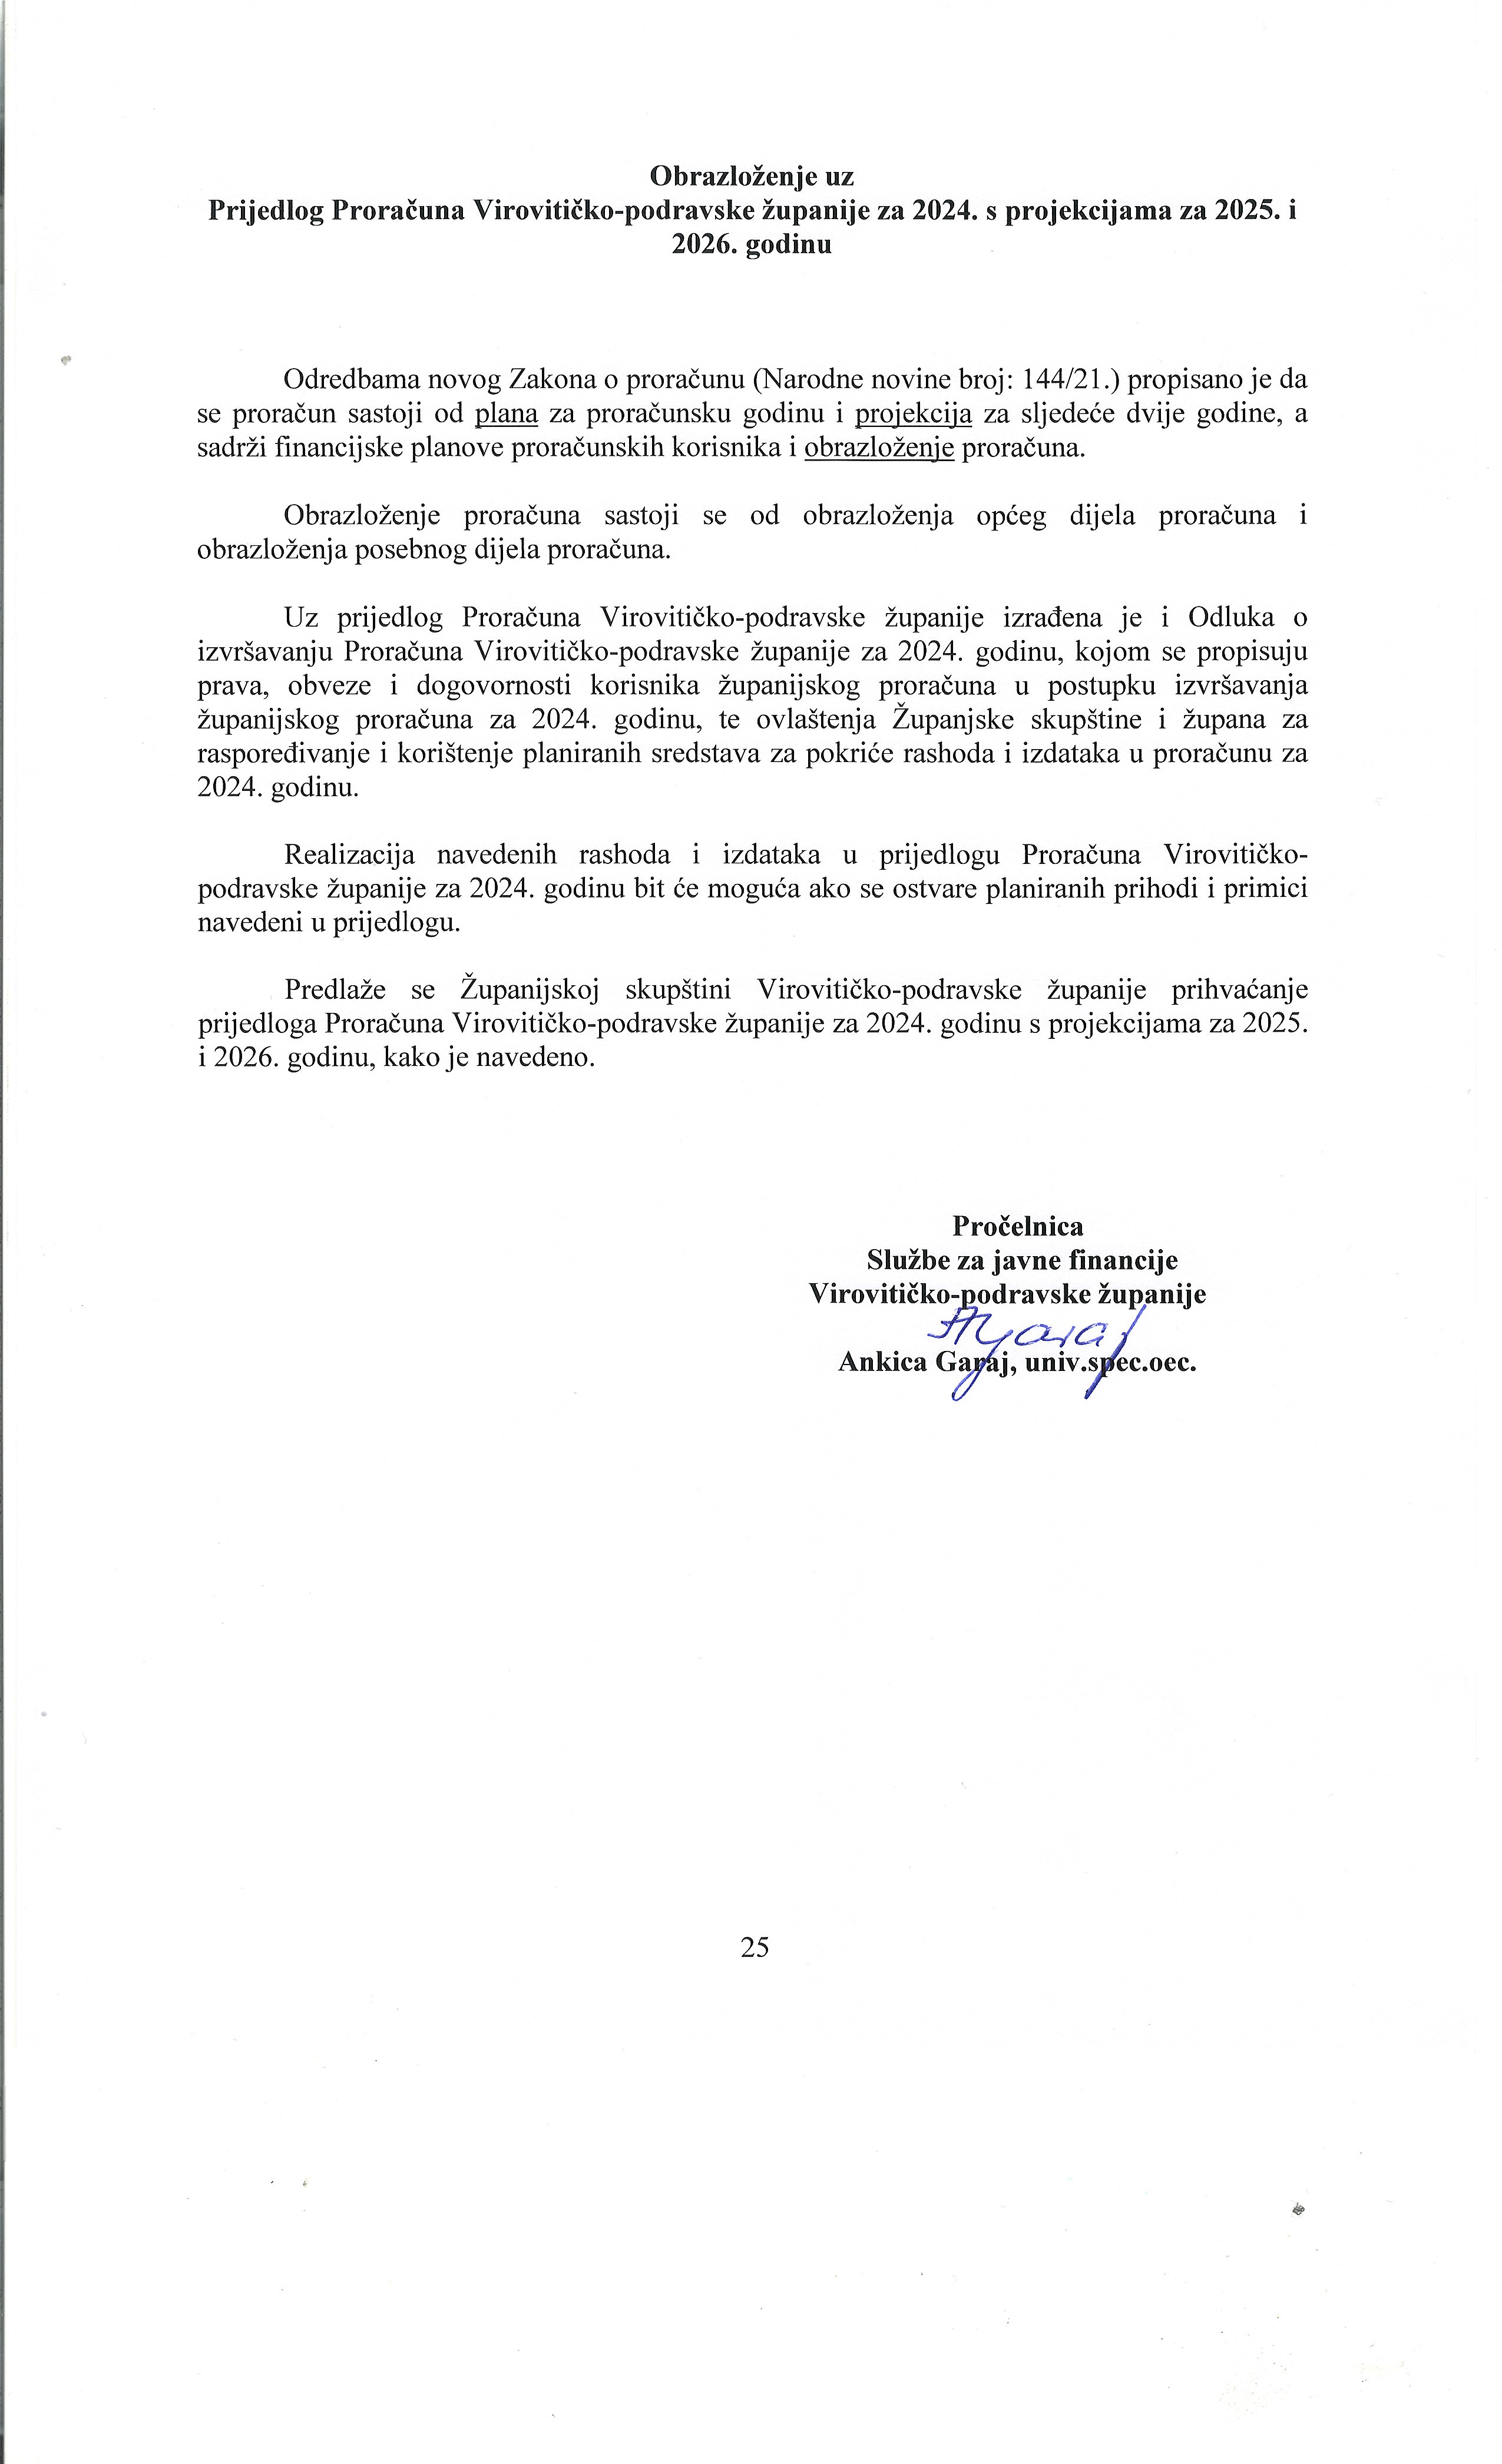 Obrazloženje uz
Prijedlog Proračuna Virovitičko-podravske županije za 2024. s projekcijama za 2025. i
2026. godinu
Odredbama novog Zakona o proračunu (Narodne novine broj: 144/21.) propisano je da
se proračun sastoji od plana za proračunsku godinu i projekcija za sljedeće dvije godine, a
sadrži financijske planove proračunskih korisnika i obrazloženje proračuna.
Obrazloženje proračuna sastoji se od obrazloženja općeg dijela proračuna i
obrazloženja posebnog dijela proračuna.
Uz prijedlog Proračuna Virovitičko-podravske županije izrađena je i Odluka o
izvršavanju Proračuna Virovitičko-podravske županije za 2024. godinu, kojom se propisuju
prava, obveze i dogovornosti korisnika županijskog proračuna u postupku izvršavanja
županijskog proračuna za 2024. godinu, te ovlaštenja Županjske skupštine i župana za
raspoređivanje i korištenje planiranih sredstava za pokriće rashoda i izdataka u proračunu za
2024. godinu.
Realizacija navedenih rashoda i izdataka u prijedlogu Proračuna Virovitičko-
podravske županije za 2024. godinu bit će moguća ako se ostvare planiranih prihodi i primici
navedeni u prijedlogu.
Predlaže se Županijskoj skupštini Virovitičko-podravske županije prihvaćanje
prijedloga Proračuna Virovitičko-podravske županije za 2024. godinu s projekcijama za 2025.
i 2026. godinu, kako je navedeno.
Pročelnica
Službe za javne financije
Virovitičko-podravske županije
Ankica Garaj, univ.spec.oec.
25